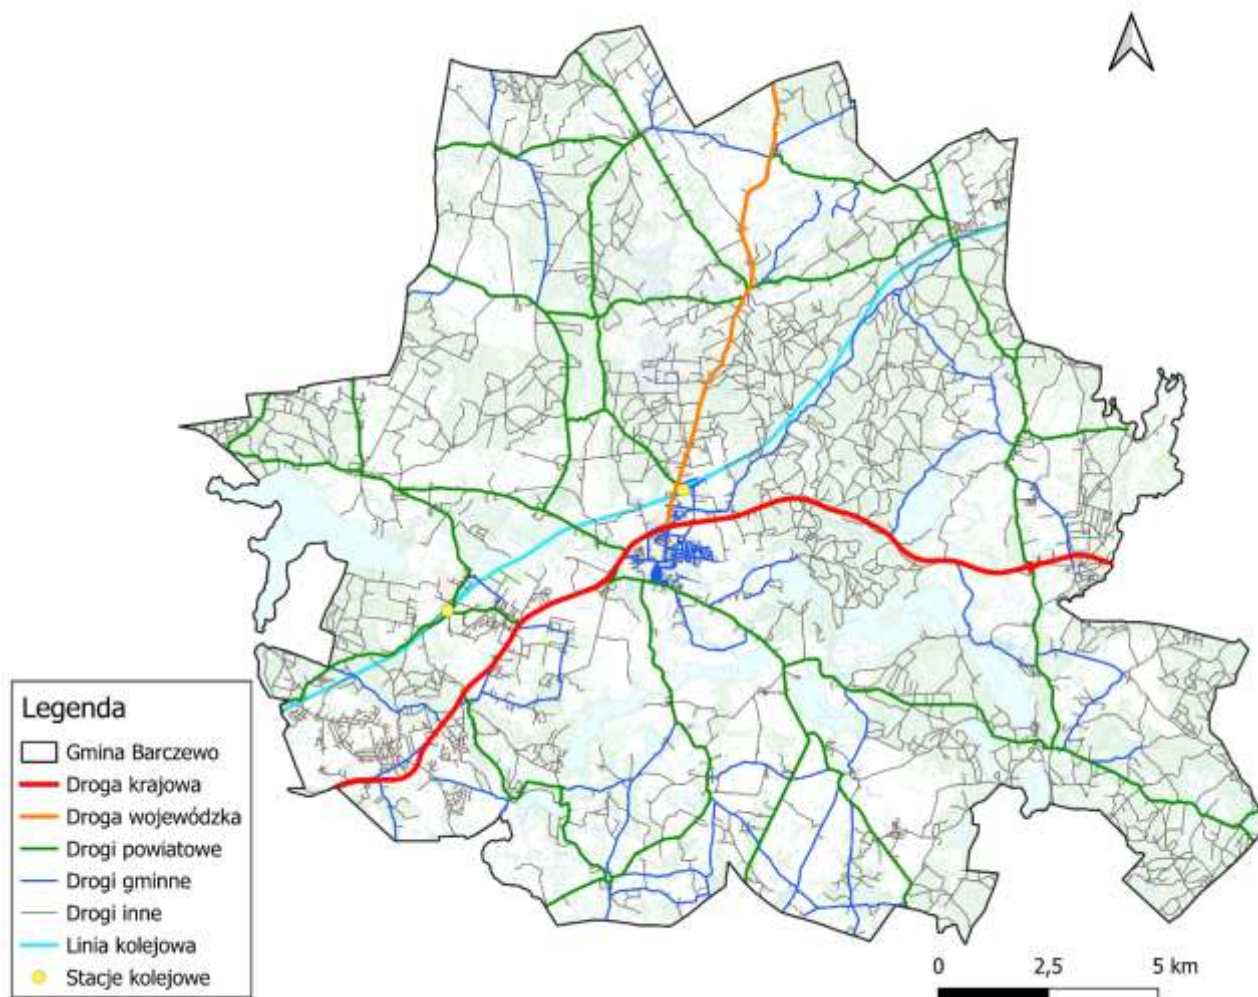 Legenda
Gmina Barczewo
Droga krajowa
Droga wojewódzka
Drogi powiatowe
Drogi gminne
Drogi inne
Linia kolejowa
Stacje kolejowe
0 2,5 5 km